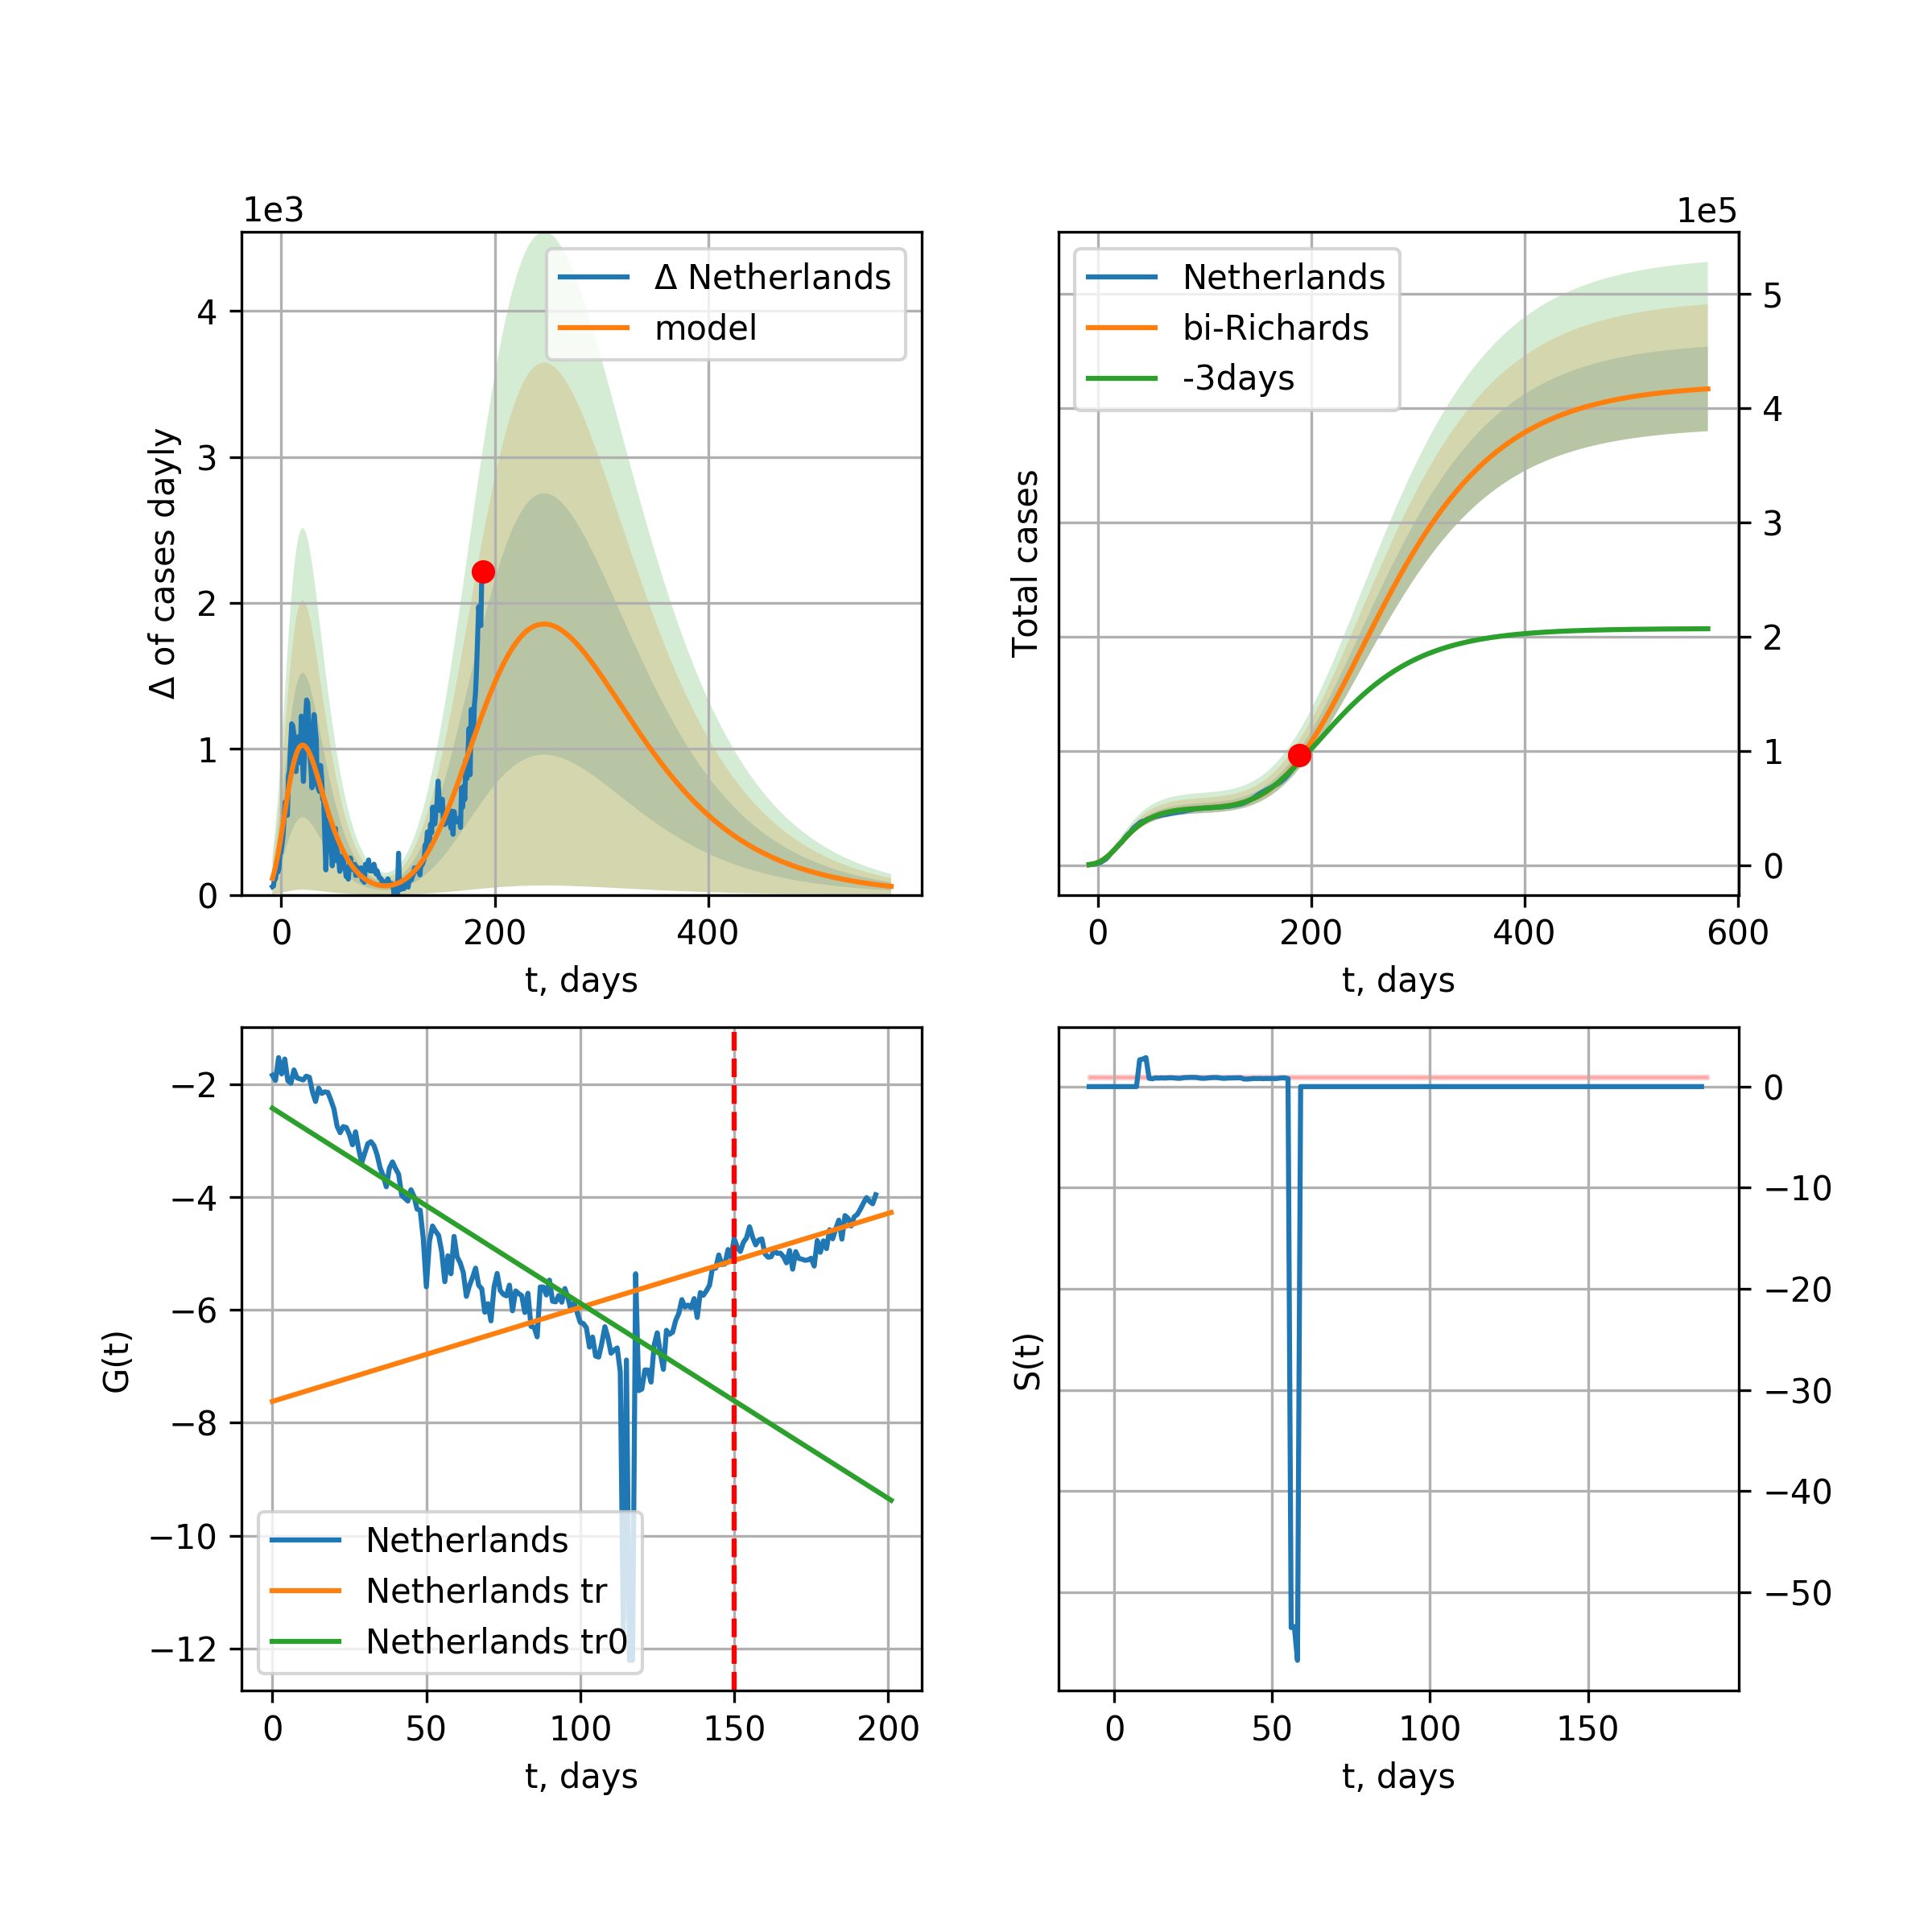 1e3
Δ Netherlands
model
4
3
2
1
0
Δ of cases dayly
0
200
400
t, days
1e5
Netherlands
bi-Richards
-3days
5
4
3
2
1
0
Total cases
0
200
400
600
t, days
−2
−4
−6
−8
−10
−12
G(t)
Netherlands
Netherlands tr
Netherlands tr0
0
50
100
150
200
t, days
0
−10
−20
−30
−40
−50
S(t)
0
50
100
150
t, days